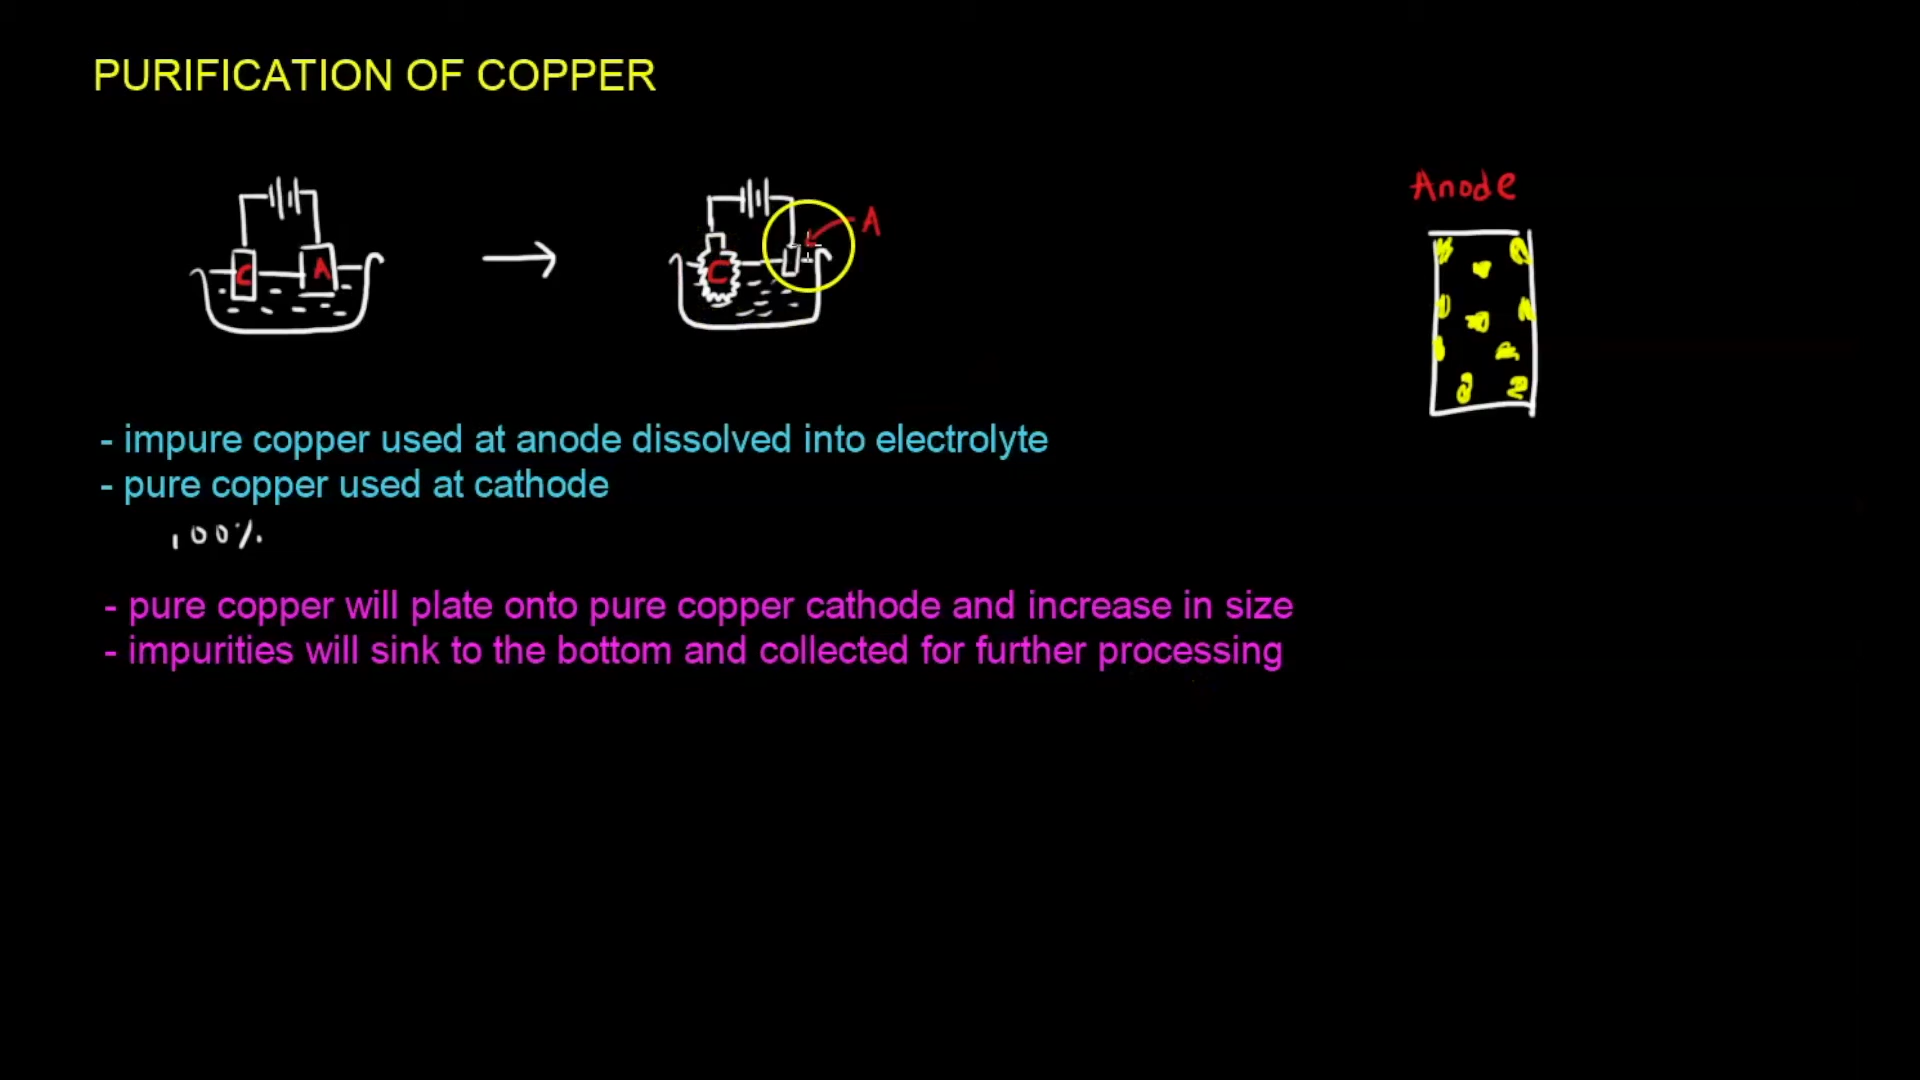 PURIFICATION OF COPPER
Anode
A
C
A
C
- impure copper used at anode dissolved into electrolyte
- pure copper used at cathode
100%
- pure copper will plate onto pure copper cathode and increase in size
- impurities will sink to the bottom and collected for further processing